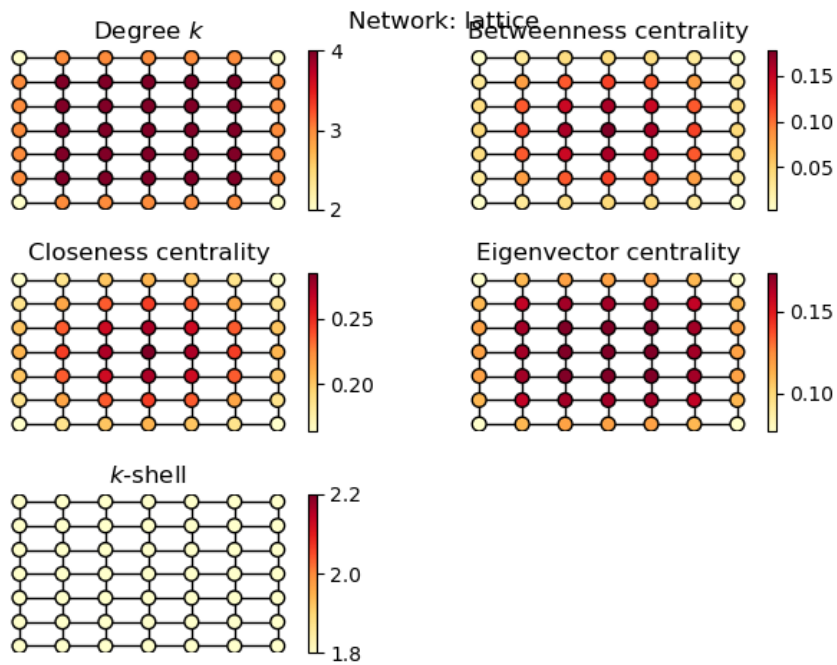 Network: lattice
Degree k
4
3
2
Betweenness centrality
0.15
0.10
0.05
Closeness centrality
0.25
0.20
Eigenvector centrality
0.15
0.10
k-shell
2.2
2.0
1.8